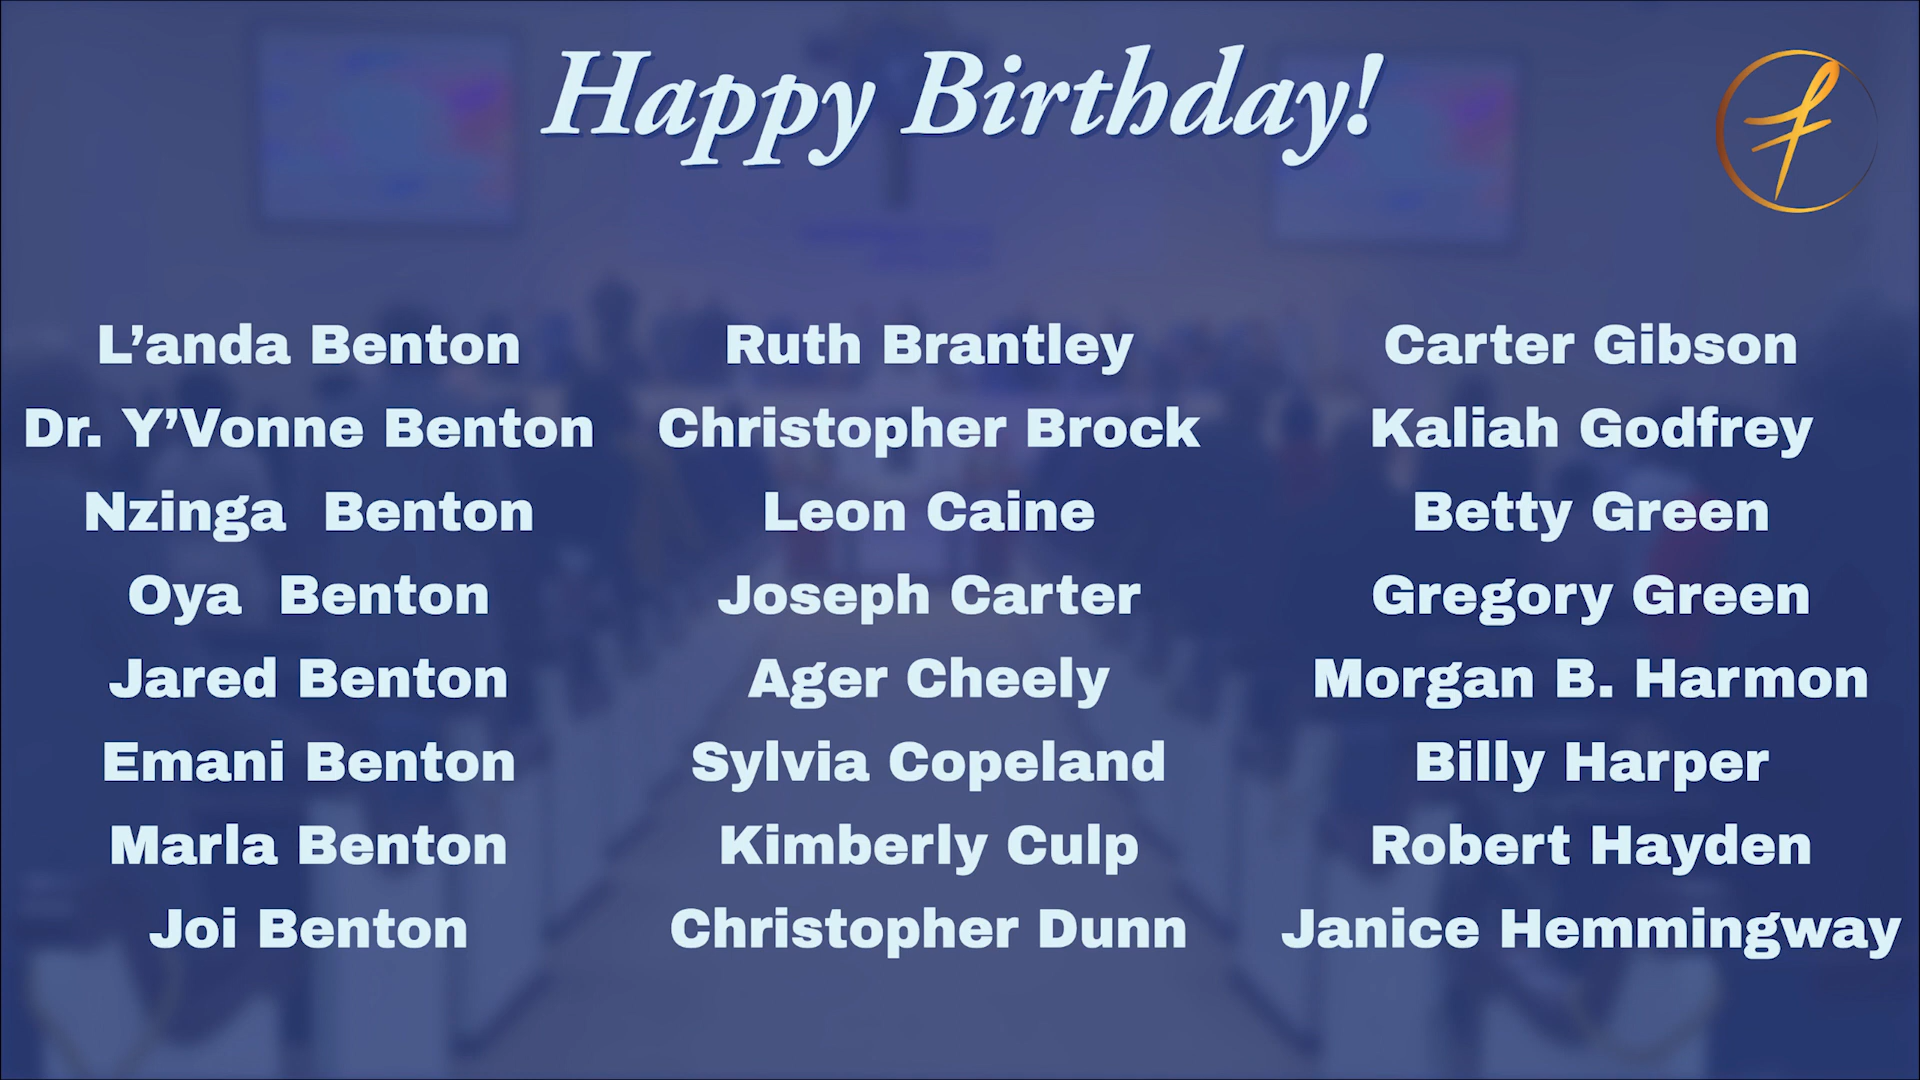 Happy Birthday!
L’anda Benton
Dr. Y’Vonne Benton
Nzinga  Benton
Oya  Benton
Jared Benton
Emani Benton
Marla Benton
Joi Benton
Ruth Brantley
Christopher Brock
Leon Caine
Joseph Carter
Ager Cheely
Sylvia Copeland
Kimberly Culp
Christopher Dunn
Carter Gibson
Kaliah Godfrey
Betty Green
Gregory Green
Morgan B. Harmon
Billy Harper
Robert Hayden
Janice Hemmingway